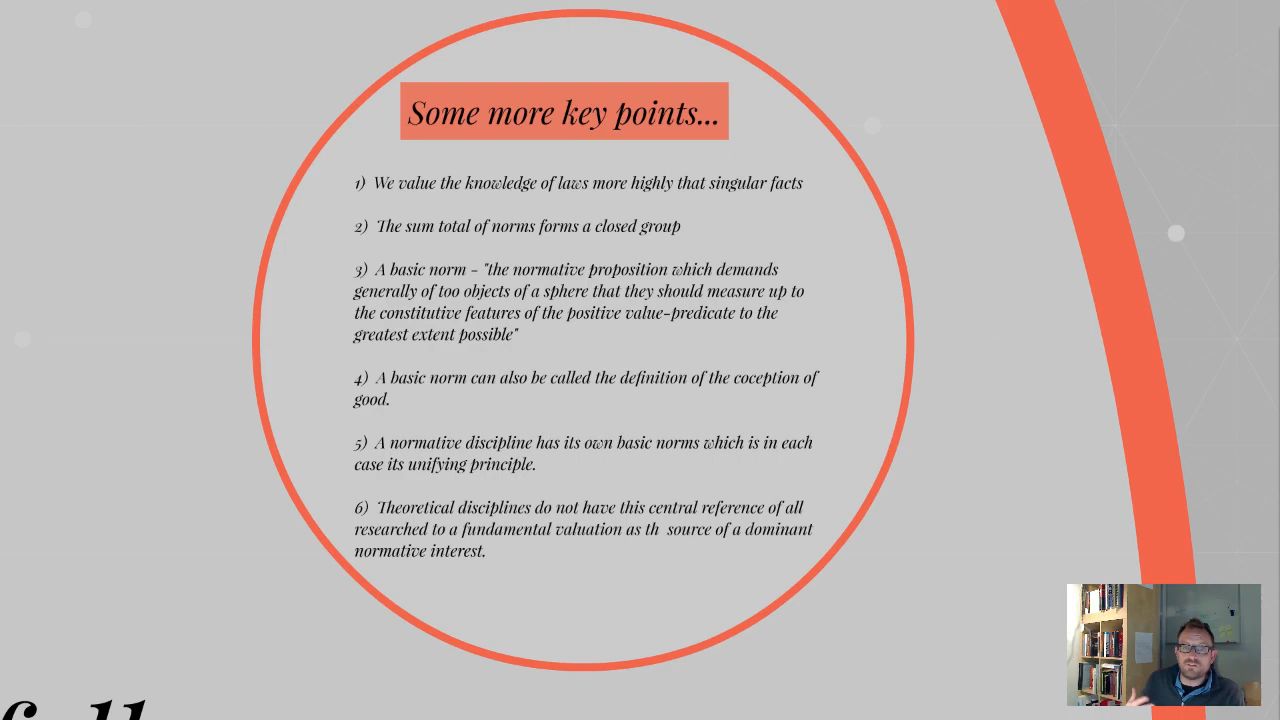 Some more key points...
1) We value the knowledge of laws more highly that singular facts
2) The sum total of norms forms a closed group
3) A basic norm - "the normative proposition which demands
generally of too objects of a sphere that they should measure up to
the constitutive features of the positive value-predicate to the
greatest extent possible"
4) A basic norm can also be called the definition of the coception of
good.
5) A normative discipline has its own basic norms which is in each
case its unifying principle.
6) Theoretical disciplines do not have this central reference of all
researched to a fundamental valuation as th source of a dominant
normative interest.